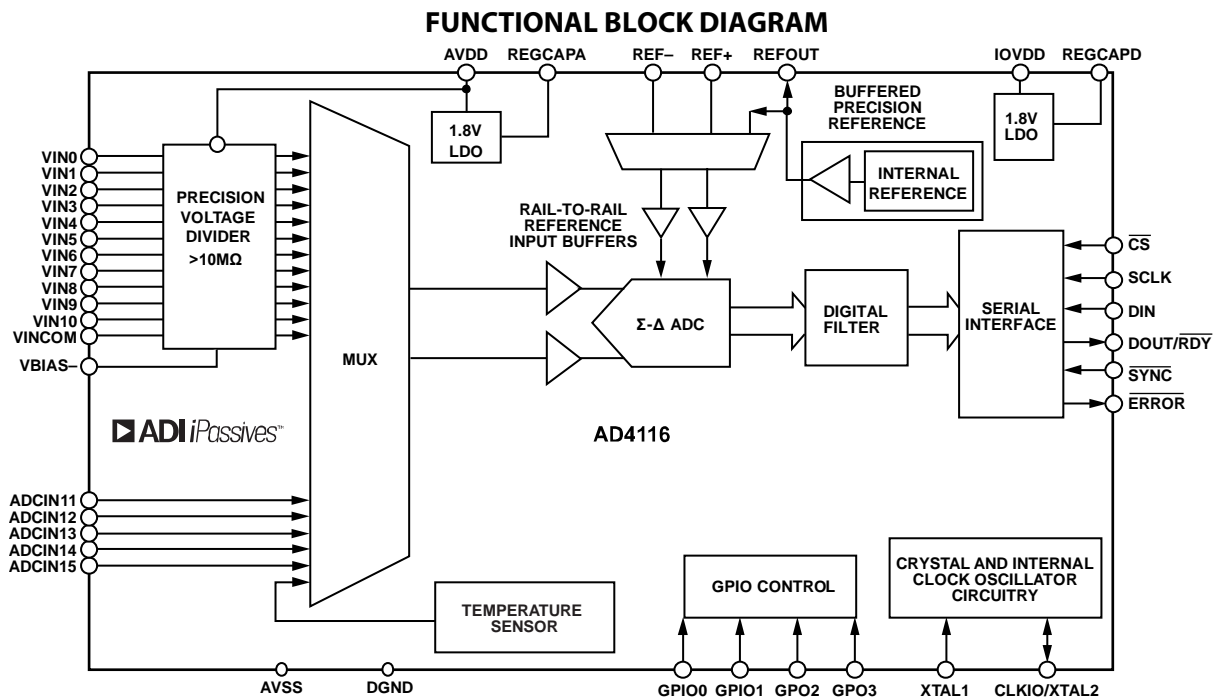 FUNCTIONAL BLOCK DIAGRAM
AVDD
REGCAPA
REF–
REF+
REFOUT
IOVDD
REGCAPD
1.8V
LDO
BUFFERED
PRECISION
REFERENCE
INTERNAL
REFERENCE
1.8V
LDO
VIN0
VIN1
VIN2
VIN3
VIN4
VIN5
VIN6
VIN7
VIN8
VIN9
VIN10
VINCOM
VBIAS–
PRECISION
VOLTAGE
DIVIDER
>10MΩ
MUX
RAIL-TO-RAIL
REFERENCE
INPUT BUFFERS
Σ-Δ ADC
DIGITAL
FILTER
SERIAL
INTERFACE
CS
SCLK
DIN
DOUT/RDY
SYNC
ERROR
ADI iPassives™
AD4116
ADCIN11
ADCIN12
ADCIN13
ADCIN14
ADCIN15
TEMPERATURE
SENSOR
GPIO CONTROL
CRYSTAL AND INTERNAL
CLOCK OSCILLATOR
CIRCUITRY
AVSS
DGND
GPIO0
GPIO1
GPO2
GPO3
XTAL1
CLKIO/XTAL2